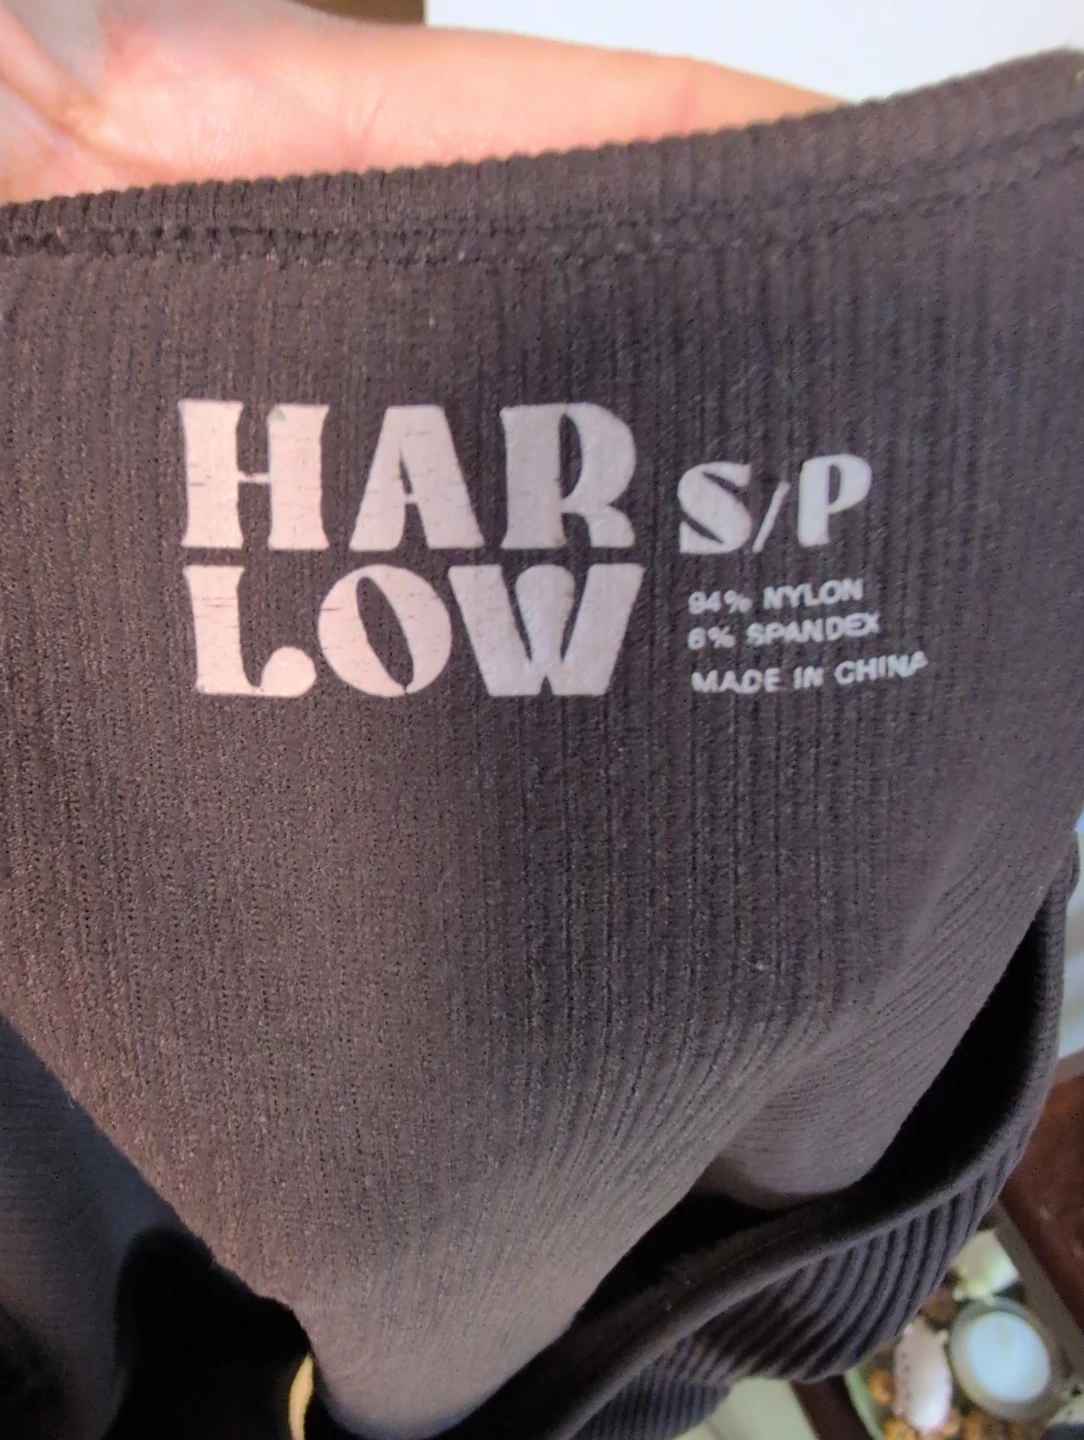 HAR
LOW
S/P
94% NYLON
6% SPANDEX
MADE IN CHINA